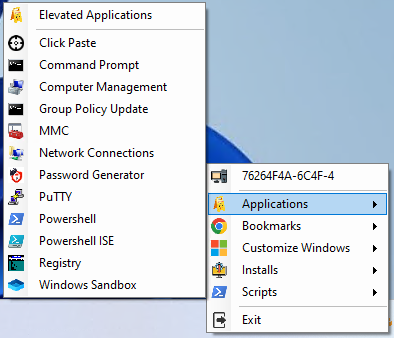 Elevated Applications
Click Paste
Command Prompt
Computer Management
Group Policy Update
MMC
Network Connections
Password Generator
PuTTY
Powershell
Powershell ISE
Registry
Windows Sandbox
76264F4A-6C4F-4
Applications
Bookmarks
Customize Windows
Installs
Scripts
Exit